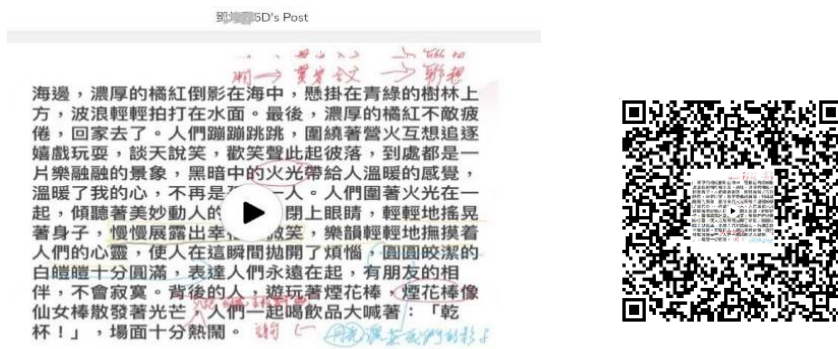 鄧 5D's Post
海邊，濃厚的橘紅倒影在海中，懸掛在青綠的樹林上
方，波浪輕輕拍打在水面。最後，濃厚的橘紅不敵疲
倦，回家去了。人們蹦蹦跳跳，圍繞著營火互想追逐
嬉戲玩耍，談天說笑，歡笑聲此起彼落，到處都是一
片樂融融的景象，黑暗中的火光帶給人溫暖的感覺，
溫暖了我的心，不再是 一人。人們圍著火光在一
起，傾聽著美妙動人的 閉上眼睛，輕輕地搖晃
著身子，慢慢展露出幸 微笑，樂韻輕輕地撫摸着
人們的心靈，使人在這瞬間拋開了煩惱，圓圓皎潔的
白皚皚十分圓滿，表達人們永遠在起，有朋友的相
伴，不會寂寞。背後的人，遊玩著煙花棒，煙花棒像
仙女棒散發著光芒，人們一起喝飲品大喊著：「乾
杯！」，場面十分熱鬧。